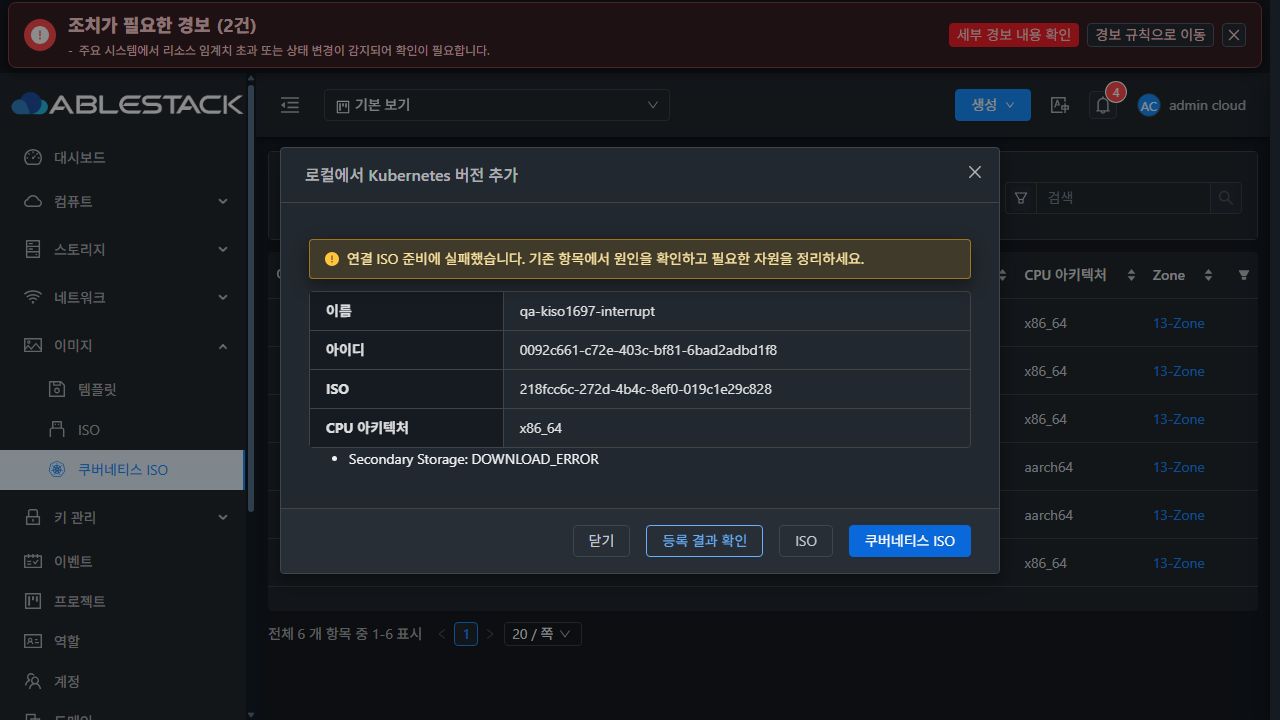 조치가 필요한 경보 (2건)
- 주요 시스템에서 리소스 임계치 초과 또는 상태 변경이 감지되어 확인이 필요합니다.
세부 경보 내용 확인
경보 규칙으로 이동
ABLESTACK
기본 보기
생성
4
AC
admin cloud
대시보드
컴퓨트
스토리지
네트워크
이미지
템플릿
ISO
쿠버네티스 ISO
키 관리
이벤트
프로젝트
역할
계정
로컬에서 Kubernetes 버전 추가
연결 ISO 준비에 실패했습니다. 기존 항목에서 원인을 확인하고 필요한 자원을 정리하세요.
이름 qa-kiso1697-interrupt
아이디 0092c661-c72e-403c-bf81-6bad2adbd1f8
ISO 218fcc6c-272d-4b4c-8ef0-019c1e29c828
CPU 아키텍처 x86_64
• Secondary Storage: DOWNLOAD_ERROR
닫기
등록 결과 확인
ISO
쿠버네티스 ISO
검색
CPU 아키텍처 Zone
x86_64 13-Zone
x86_64 13-Zone
x86_64 13-Zone
aarch64 13-Zone
aarch64 13-Zone
x86_64 13-Zone
전체 6 개 항목 중 1-6 표시
1
20 / 쪽